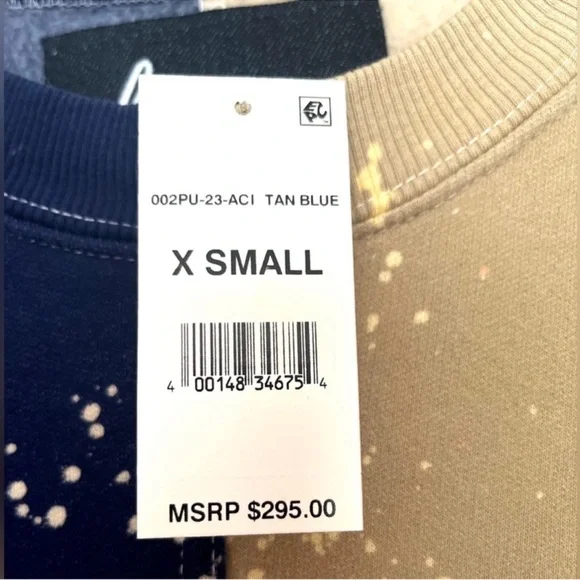 002PU-23-ACI TAN BLUE
X SMALL
4 00148 34675 4
MSRP $295.00